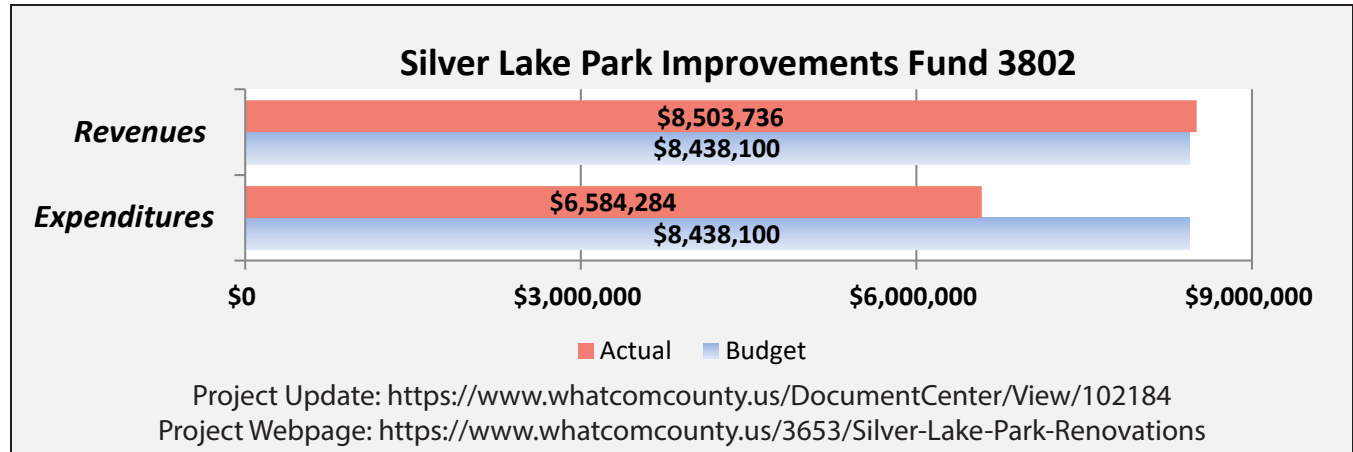 Silver Lake Park Improvements Fund 3802
Revenues
$8,503,736
$8,438,100
Expenditures
$6,584,284
$8,438,100
$0 $3,000,000 $6,000,000 $9,000,000
Actual Budget
Project Update: https://www.whatcomcounty.us/DocumentCenter/View/102184
Project Webpage: https://www.whatcomcounty.us/3653/Silver-Lake-Park-Renovations